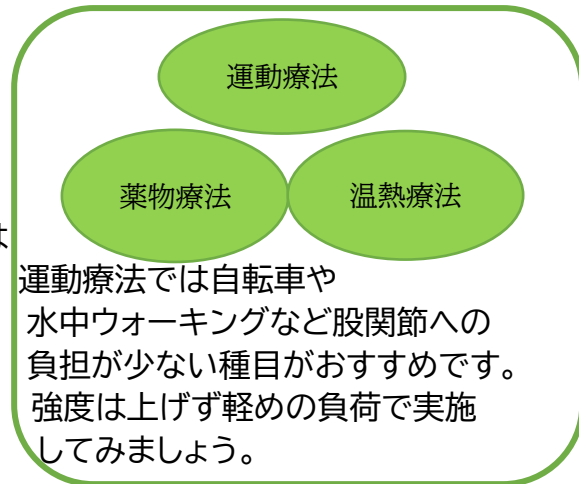 運動療法
薬物療法 温熱療法
は
運動療法では自転車や
水中ウォーキングなど股関節への
負担が少ない種目がおすすめです。
強度は上げず軽めの負荷で実施
してみましょう。